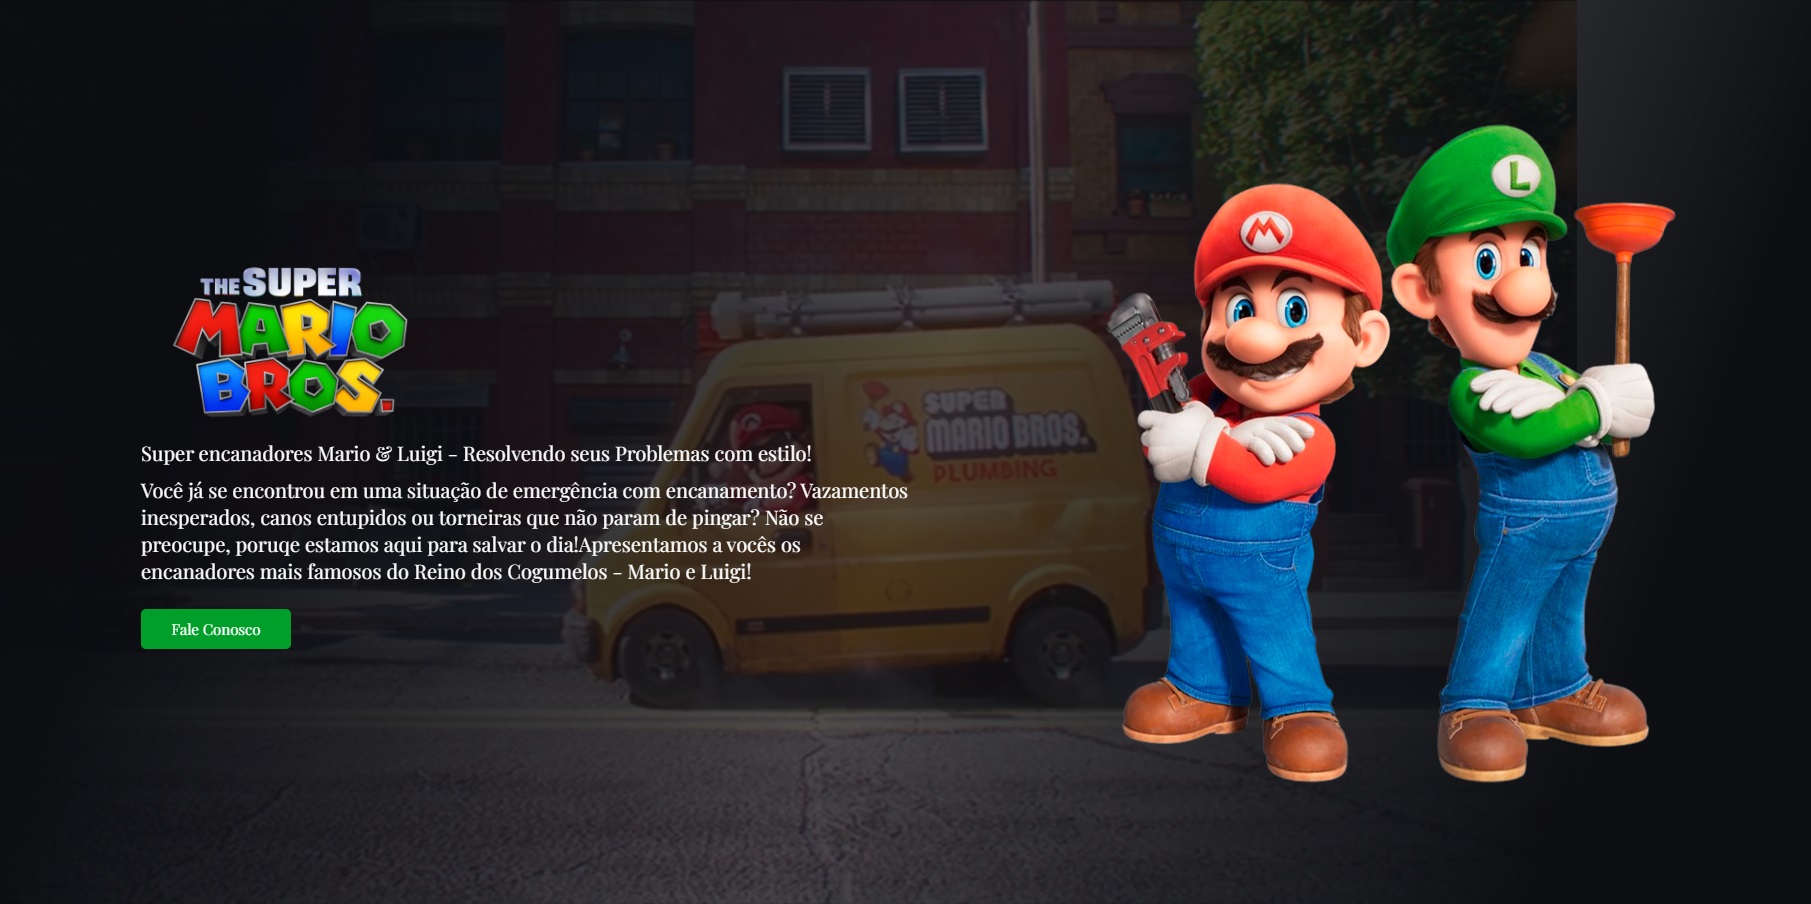 THE SUPER
MARIO
BROS.
Super encanadores Mario & Luigi - Resolvendo seus Problemas com estilo!
Você já se encontrou em uma situação de emergência com encanamento? Vazamentos
inesperados, canos entupidos ou torneiras que não param de pingar? Não se
preocupe, poruqe estamos aqui para salvar o dia!Apresentamos a vocês os
encanadores mais famosos do Reino dos Cogumelos - Mario e Luigi!
Fale Conosco
SUPER
MARIO BROS.
PLUMBING
M
L